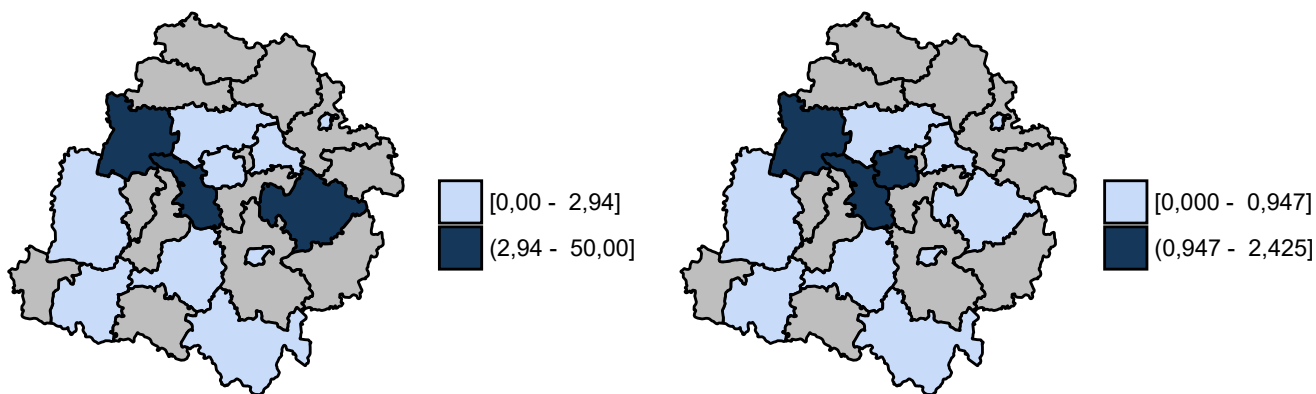 [0,00 - 2,94]
(2,94 - 50,00]
[0,000 - 0,947]
(0,947 - 2,425]